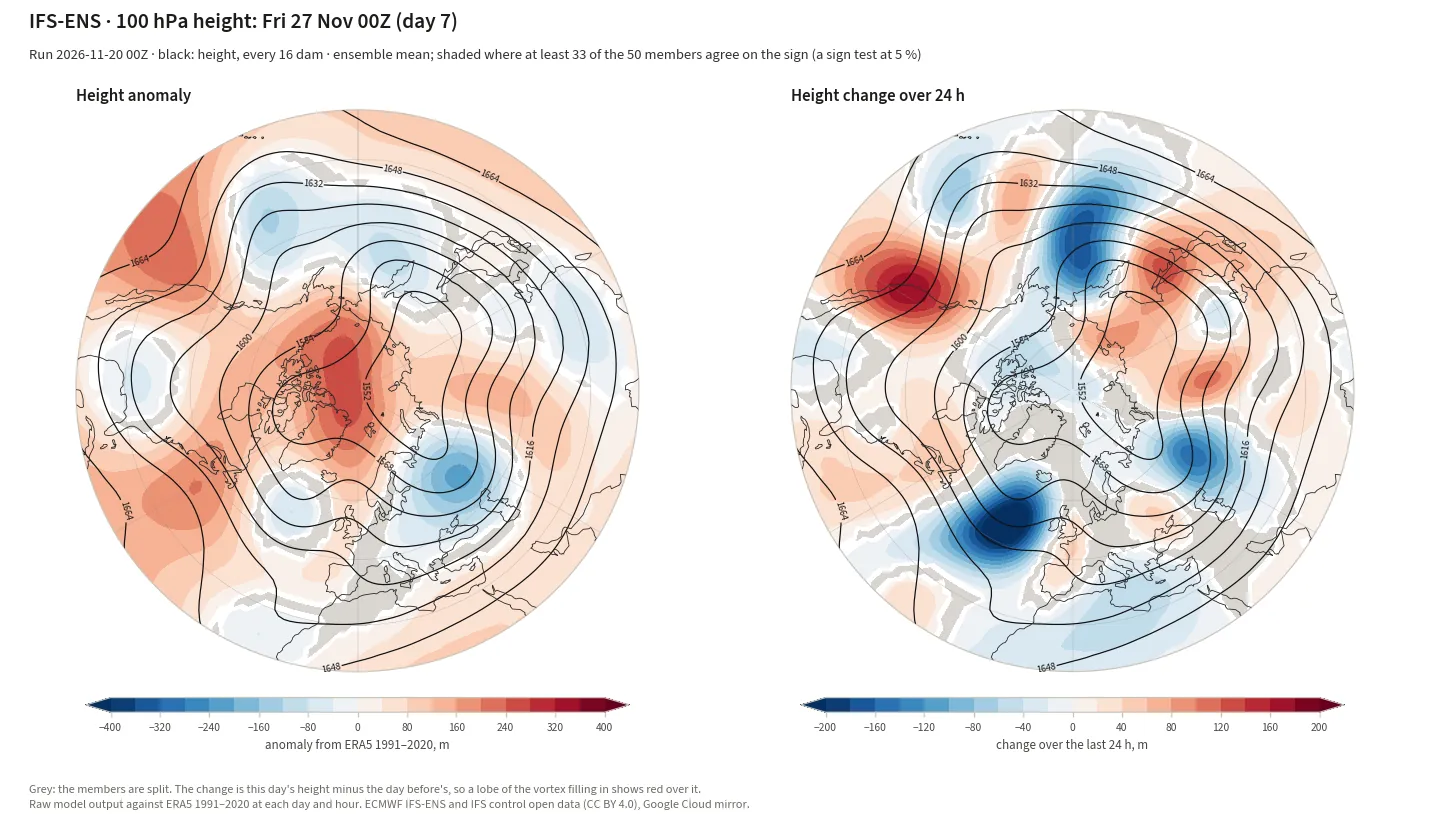 IFS-ENS · 100 hPa height: Fri 27 Nov 00Z (day 7)
Run 2026-11-20 00Z · black: height, every 16 dam · ensemble mean; shaded where at least 33 of the 50 members agree on the sign (a sign test at 5 %)
Height anomaly
Height change over 24 h
1648
1664
1632
1664
1600
1584
1552
1568
1616
1664
1648
1648
1664
1632
1664
1600
1584
1552
1568
1616
1664
1648
−400 −320 −240 −160 −80 0 80 160 240 320 400
anomaly from ERA5 1991–2020, m
−200 −160 −120 −80 −40 0 40 80 120 160 200
change over the last 24 h, m
Grey: the members are split. The change is this day's height minus the day before's, so a lobe of the vortex filling in shows red over it.
Raw model output against ERA5 1991–2020 at each day and hour. ECMWF IFS-ENS and IFS control open data (CC BY 4.0), Google Cloud mirror.